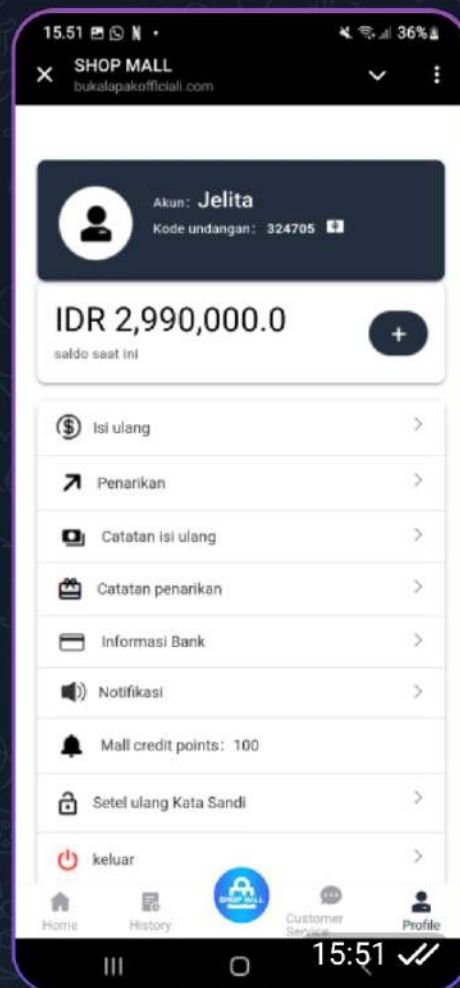 15.51
36%
SHOP MALL
bukalapakofflciali.com
Akun: Jelita
Kode undangan: 324705
IDR 2,990,000.0
saldo saat ini
+
Isi ulang
Penarikan
Catatan isi ulang
Catatan penarikan
Informasi Bank
Notifikasi
Mall credit points: 100
Setel ulang Kata Sandi
keluar
SHOP MALL
Home
History
Customer Service
Profile
15:51